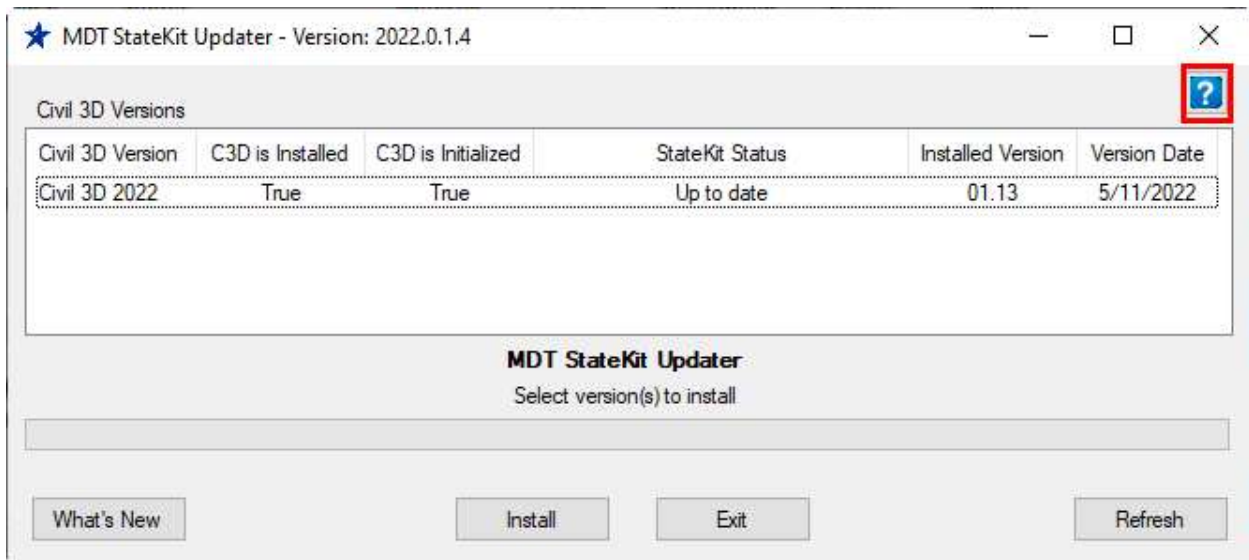 MDT StateKit Updater - Version: 2022.0.1.4
?
Civil 3D Versions
Civil 3D Version C3D is Installed C3D is Initialized StateKit Status Installed Version Version Date
Civil 3D 2022 True True Up to date 01.13 5/11/2022
MDT StateKit Updater
Select version(s) to install
What's New Install Exit Refresh